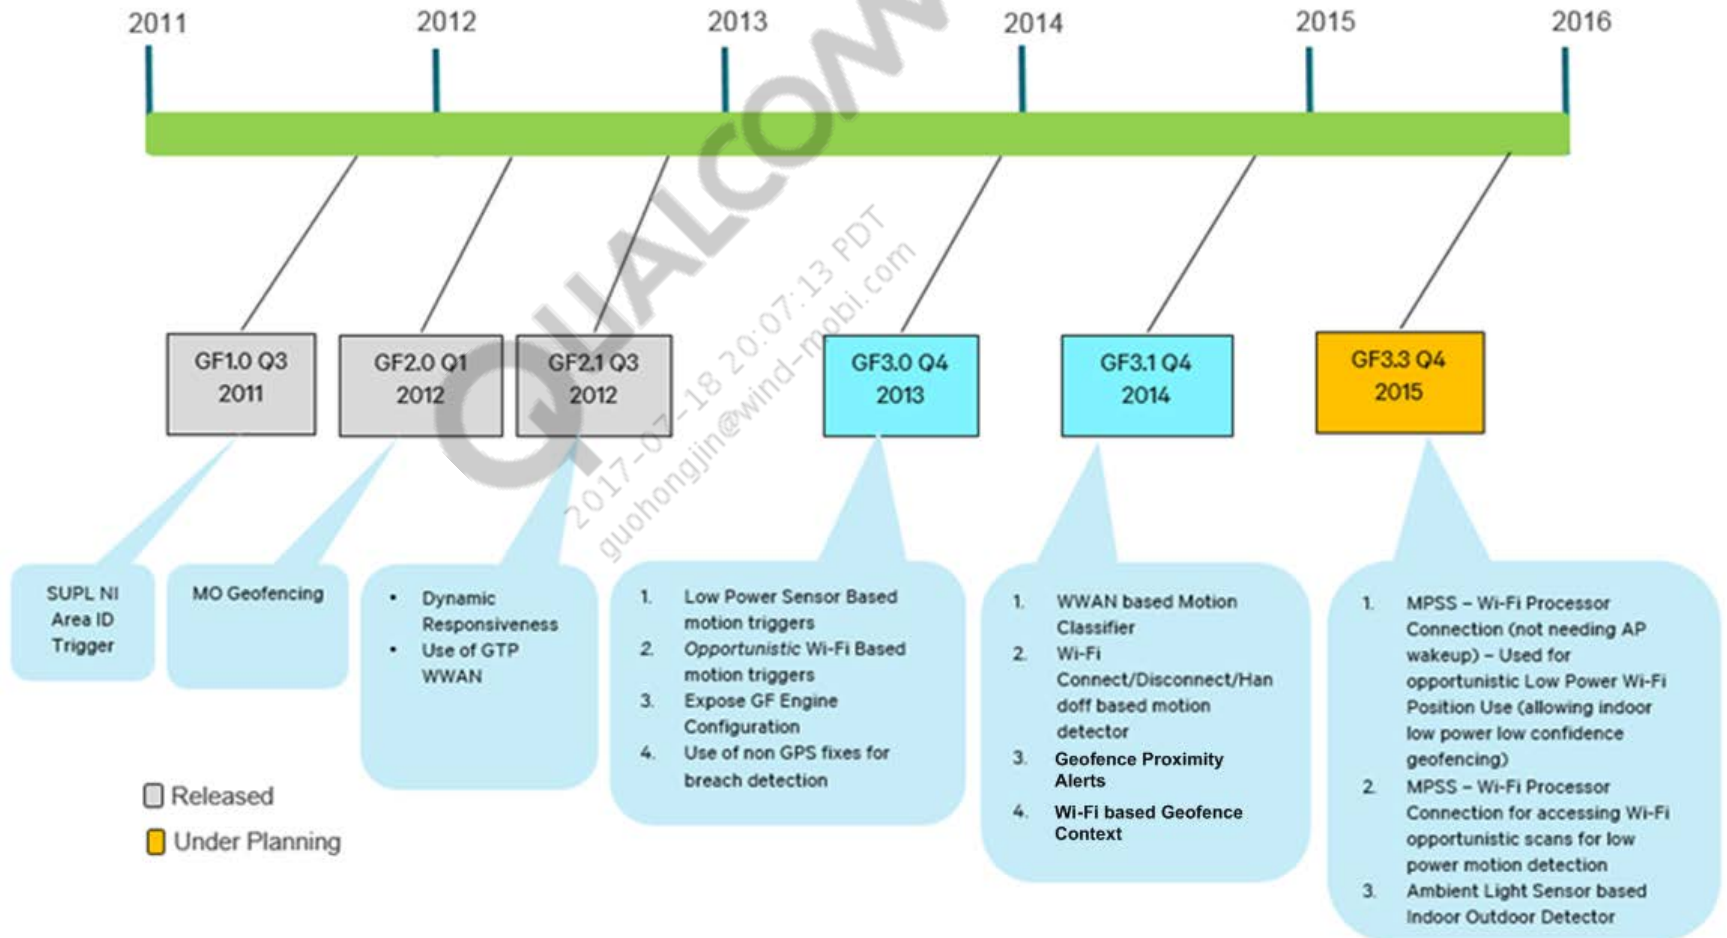 2011
2012
2013
2014
2015
2016
QUALCOMM
2017-07-18 20:07:13 PDT
guohongjin@wind-mobi.com
GF1.0 Q3
2011
GF2.0 Q1
2012
GF2.1 Q3
2012
GF3.0 Q4
2013
GF3.1 Q4
2014
GF3.3 Q4
2015
SUPL NI
Area ID
Trigger
MO Geofencing
• Dynamic
Responsiveness
• Use of GTP
WWAN
1. Low Power Sensor Based
motion triggers
2. Opportunistic Wi-Fi Based
motion triggers
3. Expose GF Engine
Configuration
4. Use of non GPS fixes for
breach detection
1. WWAN based Motion
Classifier
2. Wi-Fi
Connect/Disconnect/Han
doff based motion
detector
3. Geofence Proximity
Alerts
4. Wi-Fi based Geofence
Context
1. MPSS – Wi-Fi Processor
Connection (not needing AP
wakeup) – Used for
opportunistic Low Power Wi-Fi
Position Use (allowing indoor
low power low confidence
geofencing)
2. MPSS – Wi-Fi Processor
Connection for accessing Wi-Fi
opportunistic scans for low
power motion detection
3. Ambient Light Sensor based
Indoor Outdoor Detector
Released
Under Planning